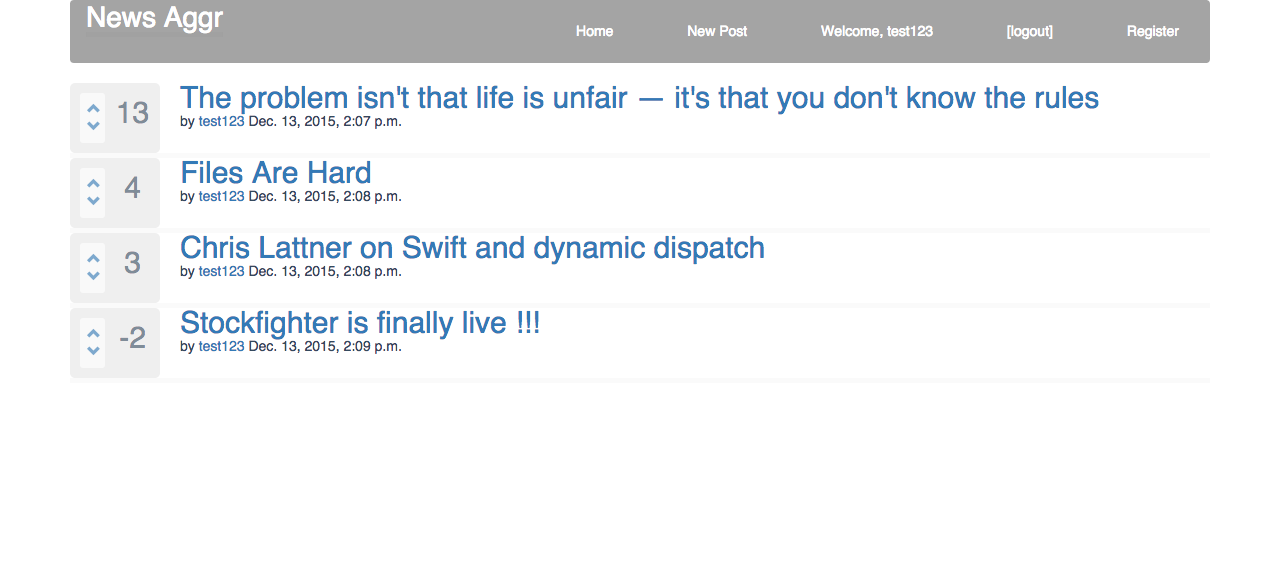 News Aggr
Home New Post Welcome, test123 [logout] Register
13 The problem isn't that life is unfair — it's that you don't know the rules
by test123 Dec. 13, 2015, 2:07 p.m.
4 Files Are Hard
by test123 Dec. 13, 2015, 2:08 p.m.
3 Chris Lattner on Swift and dynamic dispatch
by test123 Dec. 13, 2015, 2:08 p.m.
-2 Stockfighter is finally live !!!
by test123 Dec. 13, 2015, 2:09 p.m.